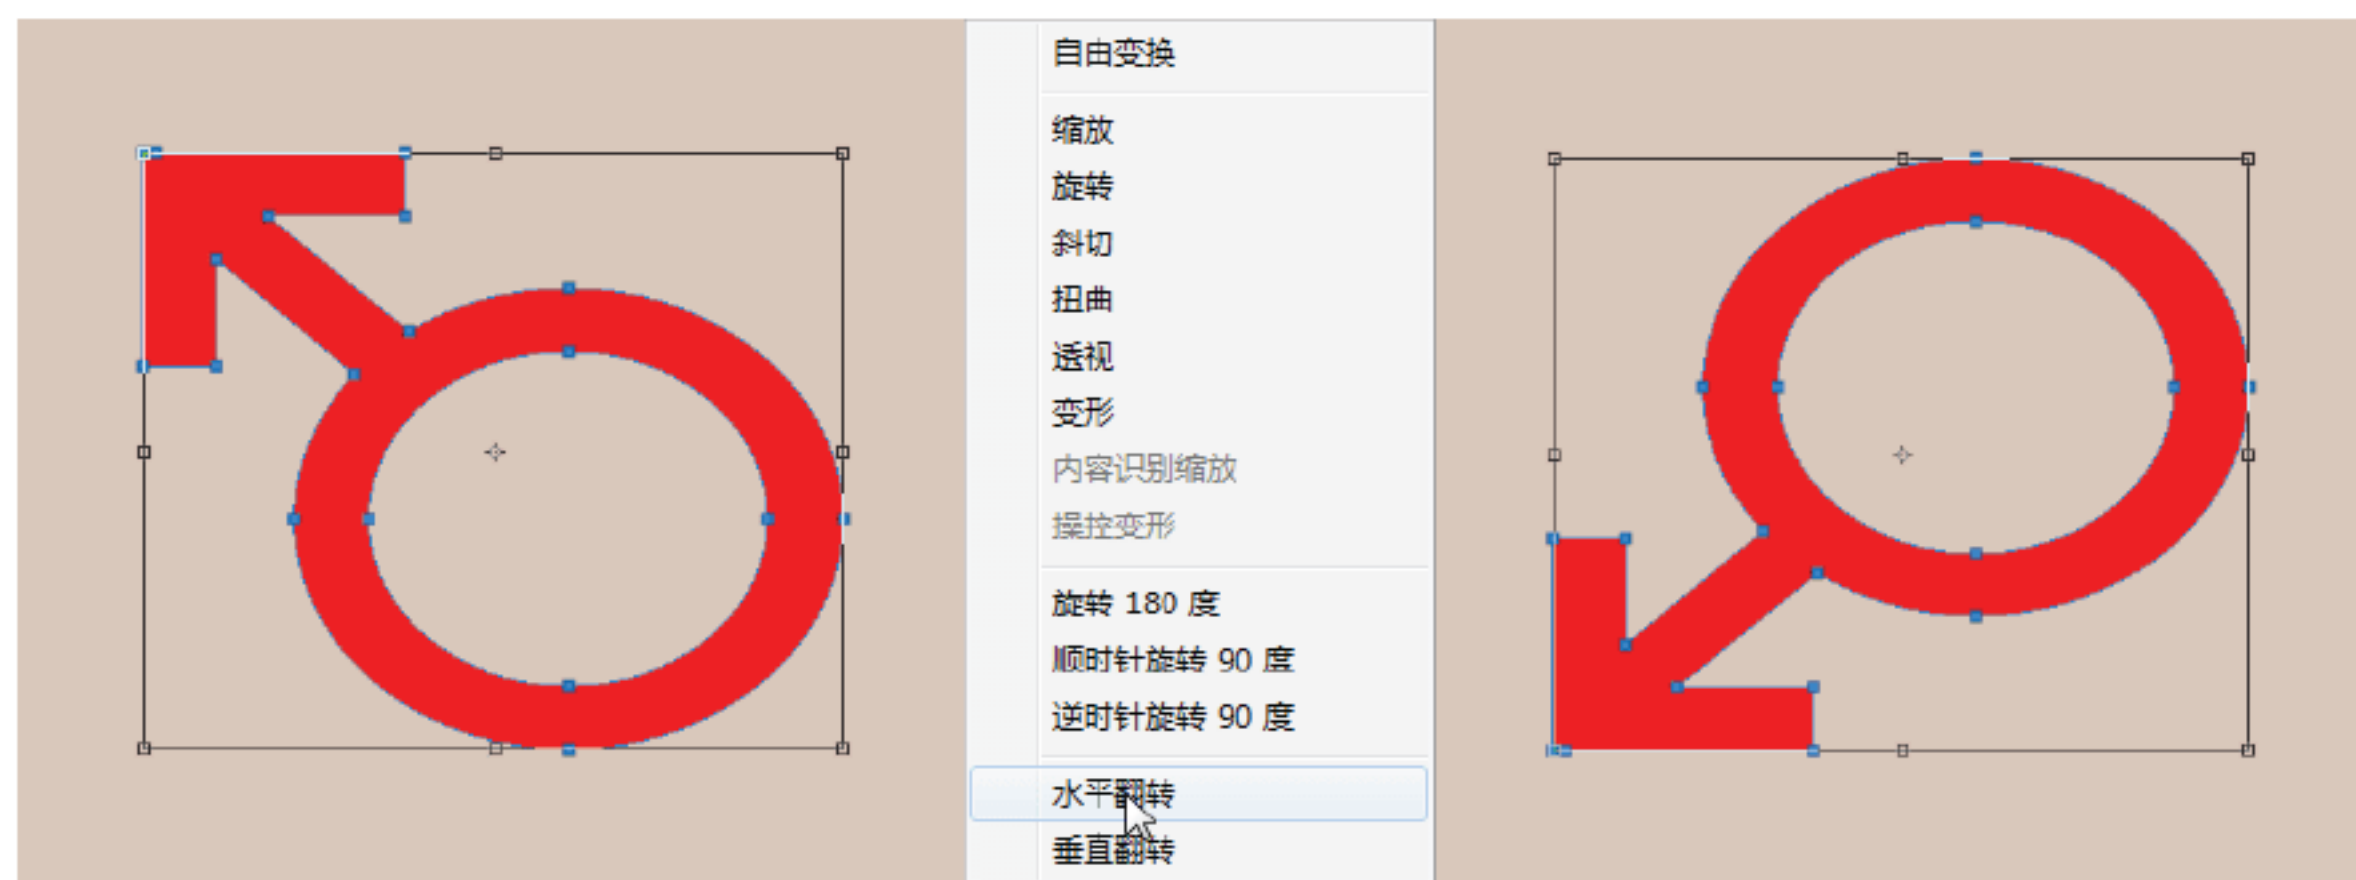 自由变换
缩放
旋转
斜切
扭曲
透视
变形
内容识别缩放
操控变形
旋转 180 度
顺时针旋转 90 度
逆时针旋转 90 度
水平翻转
垂直翻转